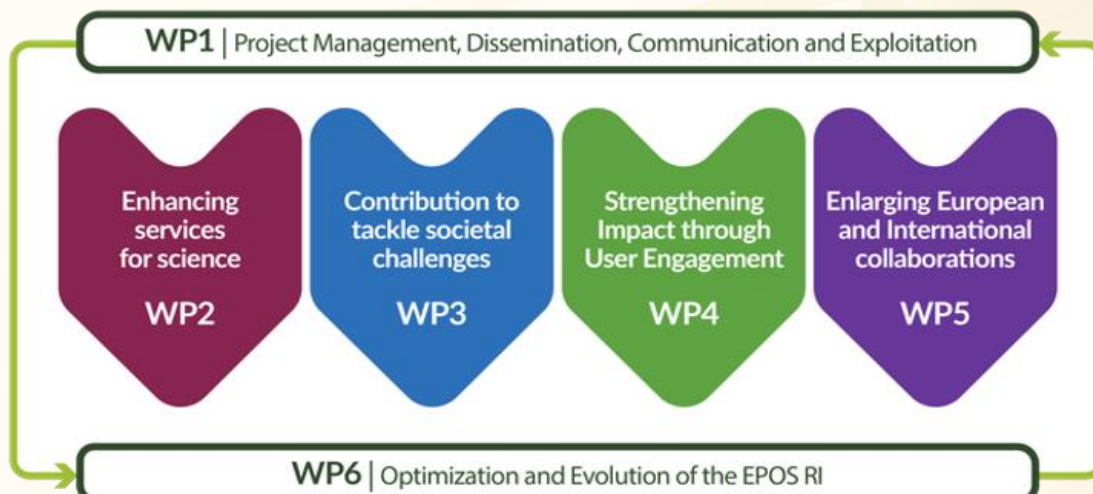 WP1 | Project Management, Dissemination, Communication and Exploitation
Enhancing
services
for science
WP2
Contribution to
tackle societal
challenges
WP3
Strengthening
Impact through
User Engagement
WP4
Enlarging European
and International
collaborations
WP5
WP6 | Optimization and Evolution of the EPOS RI